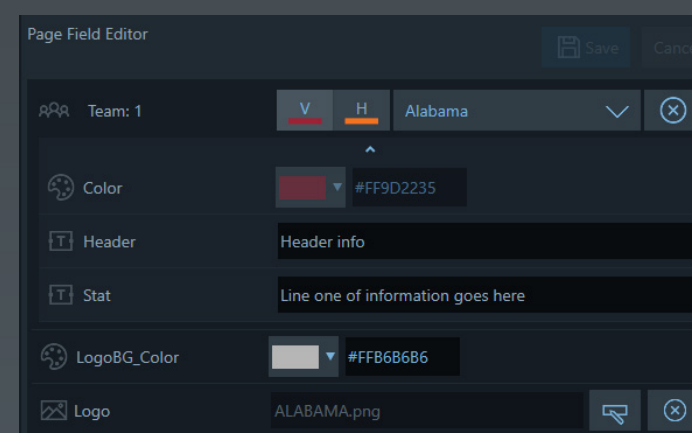 Page Field Editor
Save
Team: 1
V
H
Alabama
Color
#FF9D2235
Header
Header info
Stat
Line one of information goes here
LogoBG_Color
#FFB6B6B6
Logo
ALABAMA.png